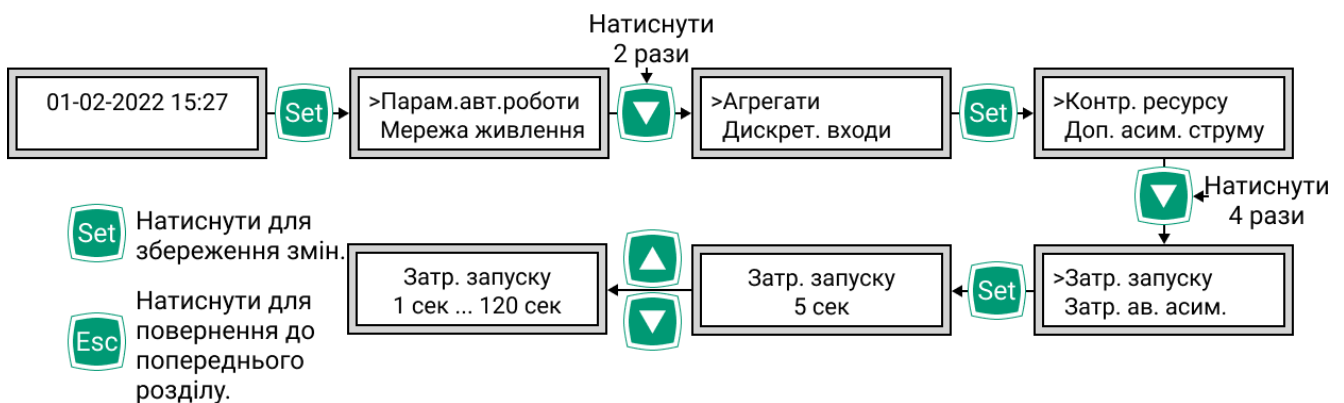 Натиснути
2 рази
01-02-2022 15:27
Set
>Парам.авт.роботи
Мережа живлення
>Агрегати
Дискрет. входи
Set
>Контр. ресурсу
Доп. асим. струму
Натиснути
4 рази
>Затр. запуску
Затр. ав. асим.
Set
Затр. запуску
5 сек
Затр. запуску
1 сек ... 120 сек
Set
Натиснути для
збереження змін.
Esc
Натиснути для
повернення до
попереднього
розділу.